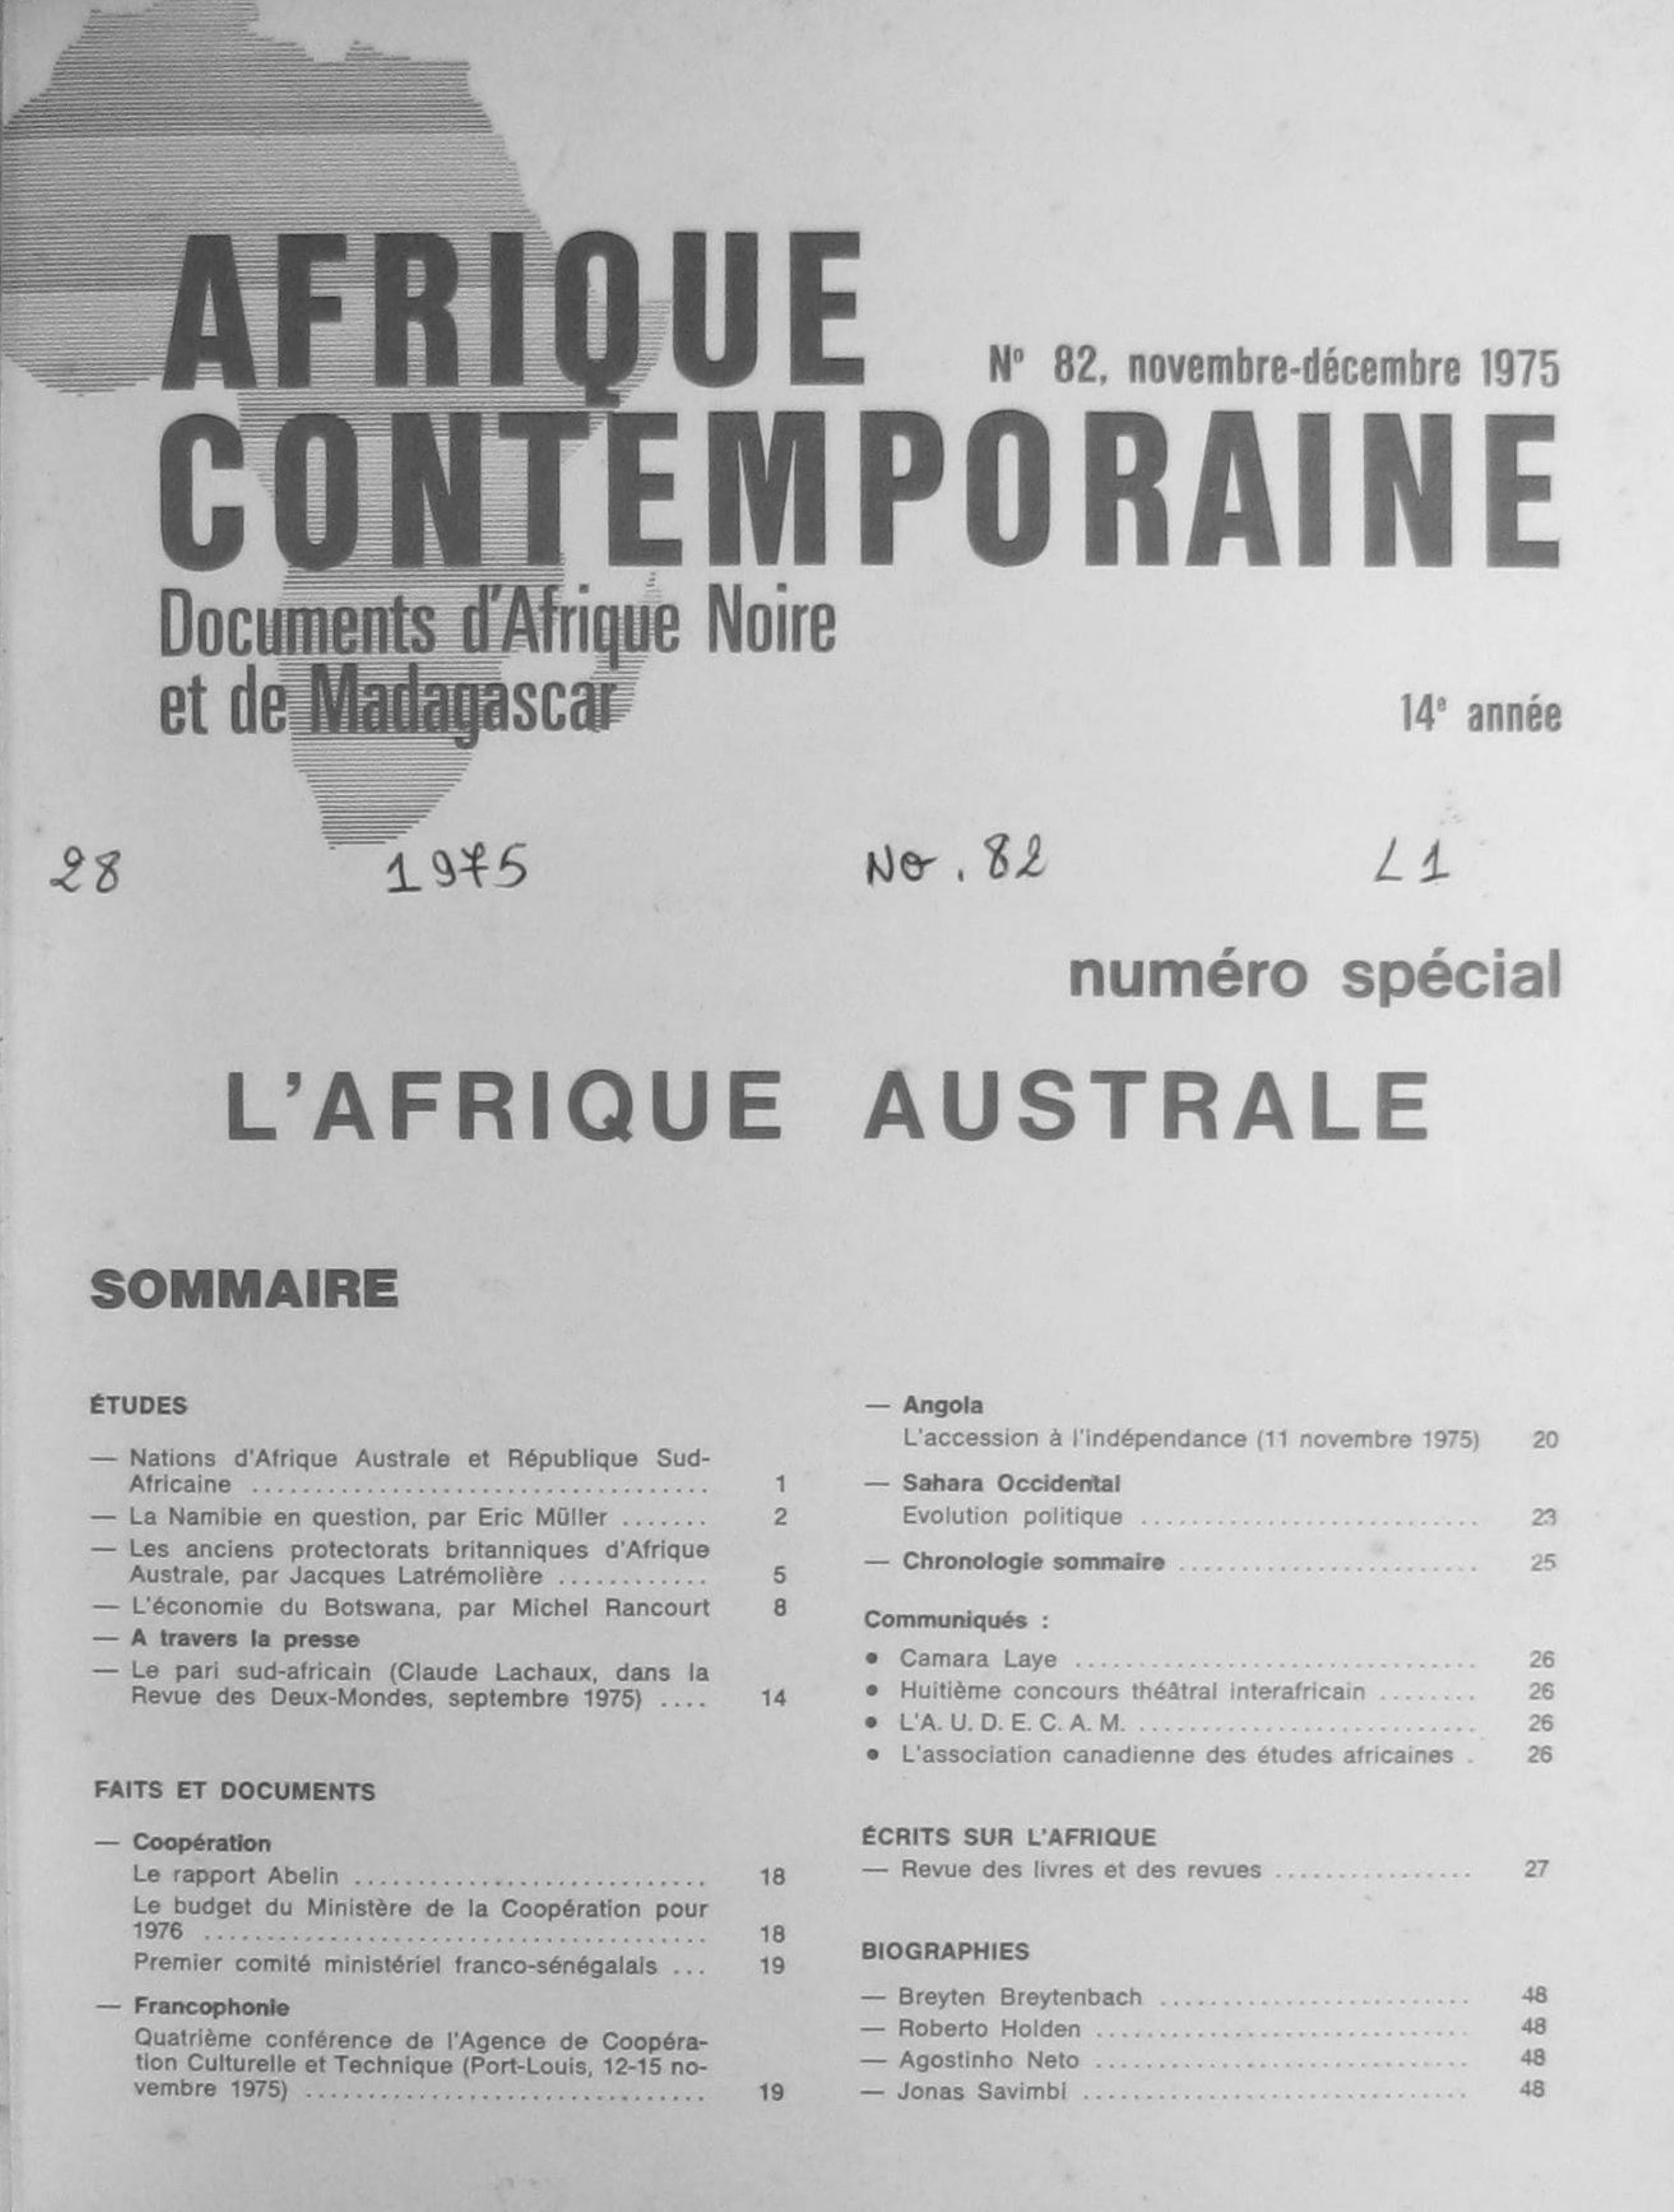 AFRIQUE
N° 82, novembre-décembre 1975
CONTEMPORAINE
Documents d'Afrique Noire
et de Madagascar
14e année
28 1975 No. 82 L1
numéro spécial
L'AFRIQUE AUSTRALE
SOMMAIRE
ÉTUDES
— Nations d'Afrique Australe et République Sud-
Africaine .................................... 1
— La Namibie en question, par Eric Müller ....... 2
— Les anciens protectorats britanniques d'Afrique
Australe, par Jacques Latrémolière ............ 5
— L'économie du Botswana, par Michel Rancourt 8
— A travers la presse
— Le pari sud-africain (Claude Lachaux, dans la
Revue des Deux-Mondes, septembre 1975) .... 14
FAITS ET DOCUMENTS
— Coopération
Le rapport Abelin ............................ 18
Le budget du Ministère de la Coopération pour
1976 ........................................ 18
Premier comité ministériel franco-sénégalais ... 19
— Francophonie
Quatrième conférence de l'Agence de Coopéra-
tion Culturelle et Technique (Port-Louis, 12-15 no-
vembre 1975) ................................ 19
— Angola
L'accession à l'indépendance (11 novembre 1975) 20
— Sahara Occidental
Evolution politique ........................... 23
— Chronologie sommaire ........................ 25
Communiqués :
• Camara Laye ................................ 26
• Huitième concours théâtral interafricain ........ 26
• L'A. U. D. E. C. A. M. ........................... 26
• L'association canadienne des études africaines . 26
ÉCRITS SUR L'AFRIQUE
— Revue des livres et des revues ................ 27
BIOGRAPHIES
— Breyten Breytenbach ......................... 48
— Roberto Holden .............................. 48
— Agostinho Neto .............................. 48
— Jonas Savimbi ............................... 48